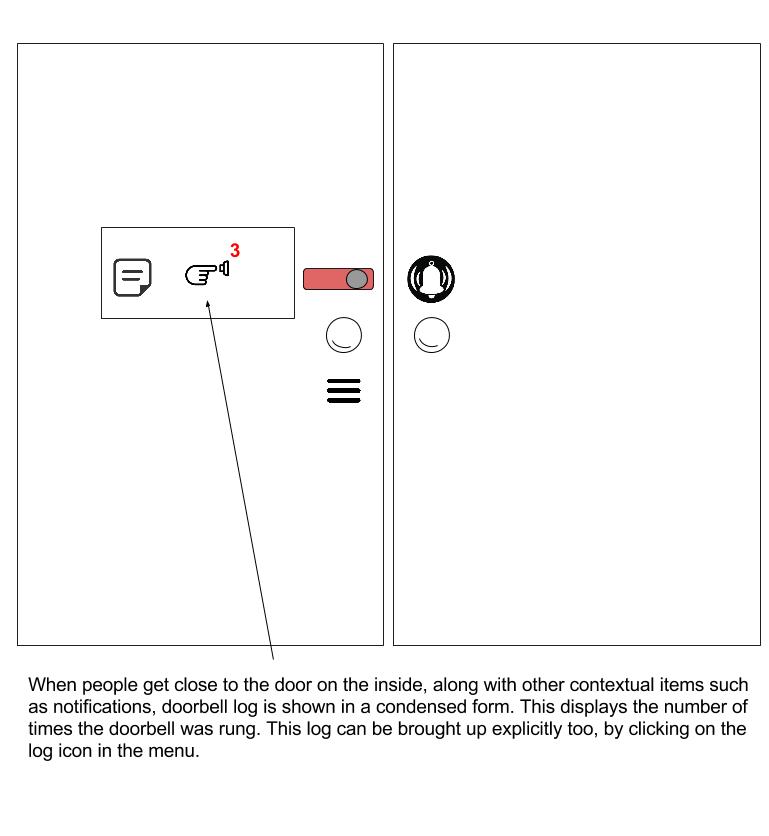 3
When people get close to the door on the inside, along with other contextual items such
as notifications, doorbell log is shown in a condensed form. This displays the number of
times the doorbell was rung. This log can be brought up explicitly too, by clicking on the
log icon in the menu.